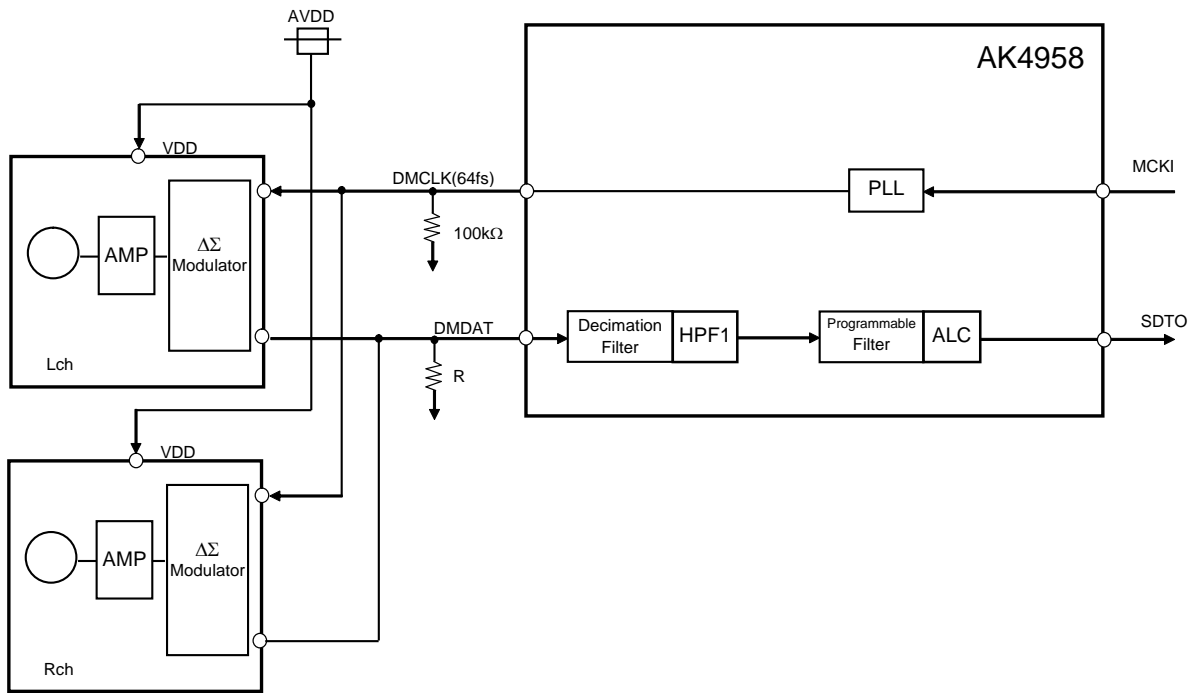 AVDD
AK4958
VDD
DMCLK(64fs)
PLL
MCKI
100kΩ
AMP
ΔΣ
Modulator
DMDAT
Decimation
Filter
HPF1
Programmable
Filter
ALC
SDTO
Lch
R
VDD
AMP
ΔΣ
Modulator
Rch